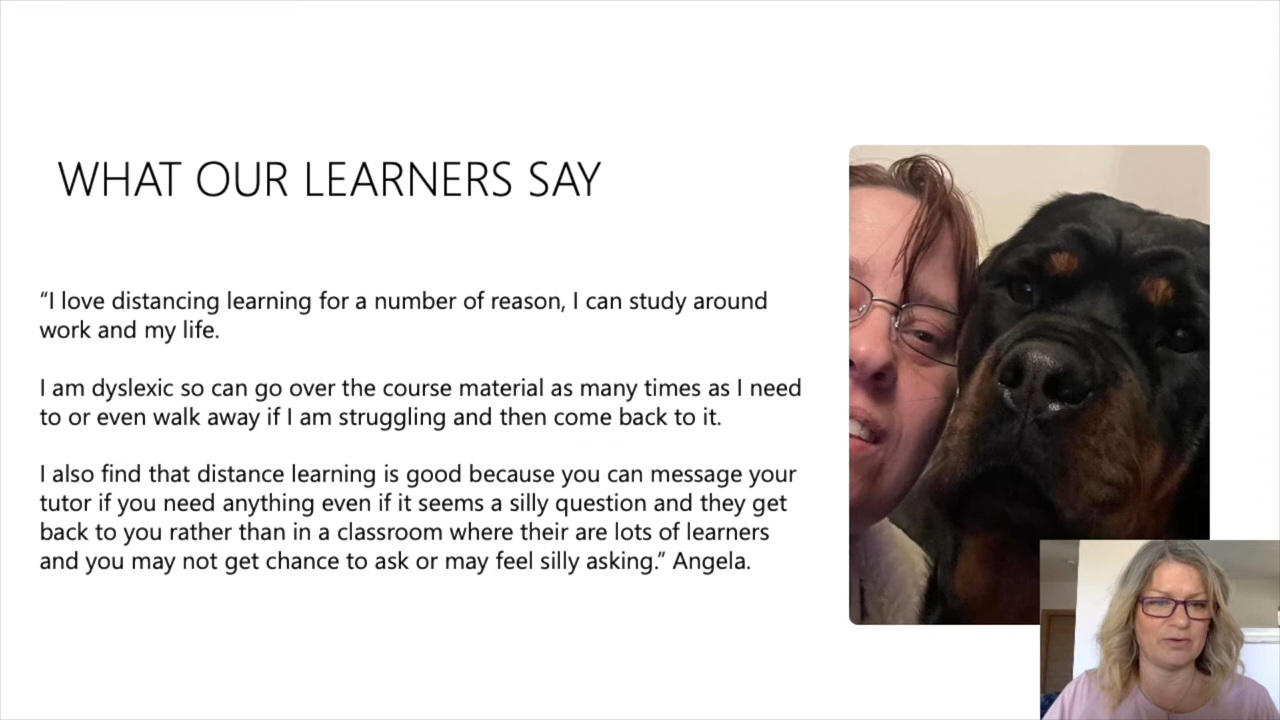 WHAT OUR LEARNERS SAY
“I love distancing learning for a number of reason, I can study around
work and my life.
I am dyslexic so can go over the course material as many times as I need
to or even walk away if I am struggling and then come back to it.
I also find that distance learning is good because you can message your
tutor if you need anything even if it seems a silly question and they get
back to you rather than in a classroom where their are lots of learners
and you may not get chance to ask or may feel silly asking.” Angela.